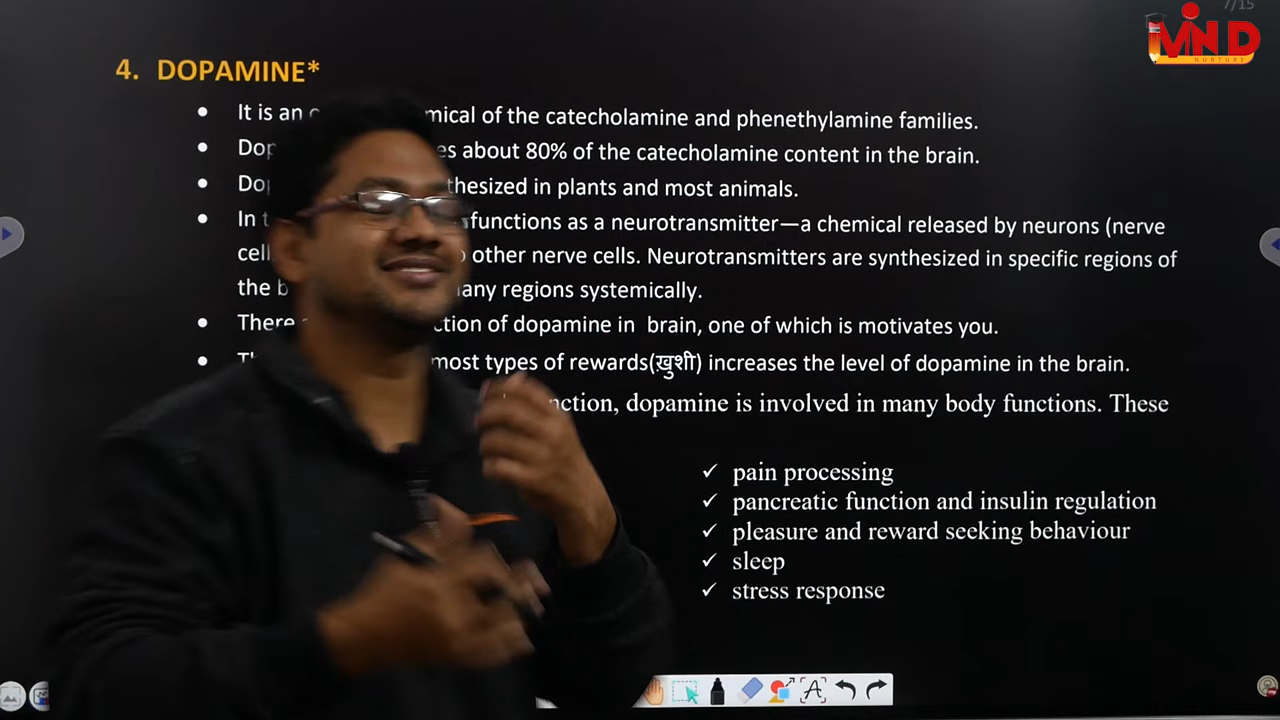 7/15
MIND
NURTURE
4. DOPAMINE*
It is an mical of the catecholamine and phenethylamine families.
es about 80% of the catecholamine content in the brain.
thesized in plants and most animals.
In functions as a neurotransmitter—a chemical released by neurons (nerve
other nerve cells. Neurotransmitters are synthesized in specific regions of
the regions systemically.
There ction of dopamine in brain, one of which is motivates you.
most types of rewards(ख़ुशी) increases the level of dopamine in the brain.
nction, dopamine is involved in many body functions. These
✓ pain processing
✓ pancreatic function and insulin regulation
✓ pleasure and reward seeking behaviour
✓ sleep
✓ stress response